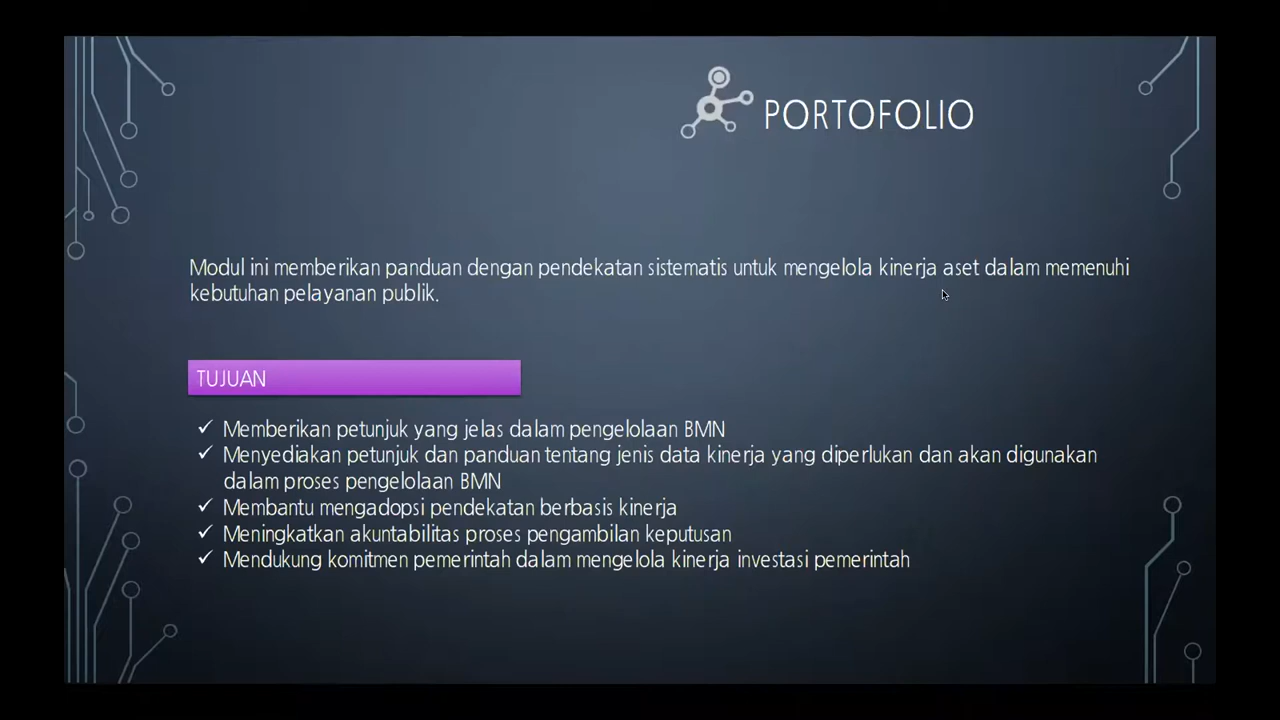 PORTOFOLIO
Modul ini memberikan panduan dengan pendekatan sistematis untuk mengelola kinerja aset dalam memenuhi
kebutuhan pelayanan publik.
TUJUAN
✓ Memberikan petunjuk yang jelas dalam pengelolaan BMN
✓ Menyediakan petunjuk dan panduan tentang jenis data kinerja yang diperlukan dan akan digunakan
dalam proses pengelolaan BMN
✓ Membantu mengadopsi pendekatan berbasis kinerja
✓ Meningkatkan akuntabilitas proses pengambilan keputusan
✓ Mendukung komitmen pemerintah dalam mengelola kinerja investasi pemerintah